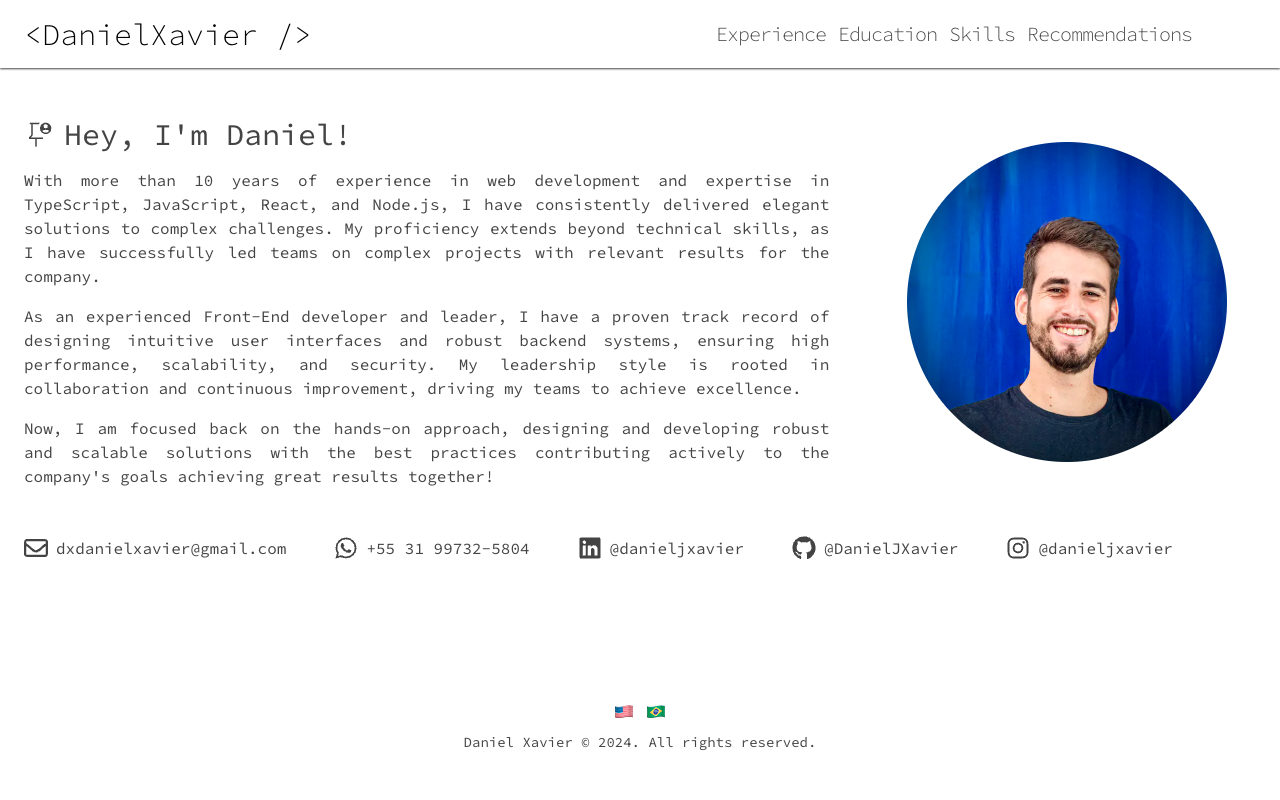 <DanielXavier />
Experience Education Skills Recommendations
Hey, I'm Daniel!
With more than 10 years of experience in web development and expertise in
TypeScript, JavaScript, React, and Node.js, I have consistently delivered elegant
solutions to complex challenges. My proficiency extends beyond technical skills, as
I have successfully led teams on complex projects with relevant results for the
company.
As an experienced Front-End developer and leader, I have a proven track record of
designing intuitive user interfaces and robust backend systems, ensuring high
performance, scalability, and security. My leadership style is rooted in
collaboration and continuous improvement, driving my teams to achieve excellence.
Now, I am focused back on the hands-on approach, designing and developing robust
and scalable solutions with the best practices contributing actively to the
company's goals achieving great results together!
dxdanielxavier@gmail.com +55 31 99732-5804 @danieljxavier @DanielJXavier @danieljxavier
Daniel Xavier © 2024. All rights reserved.